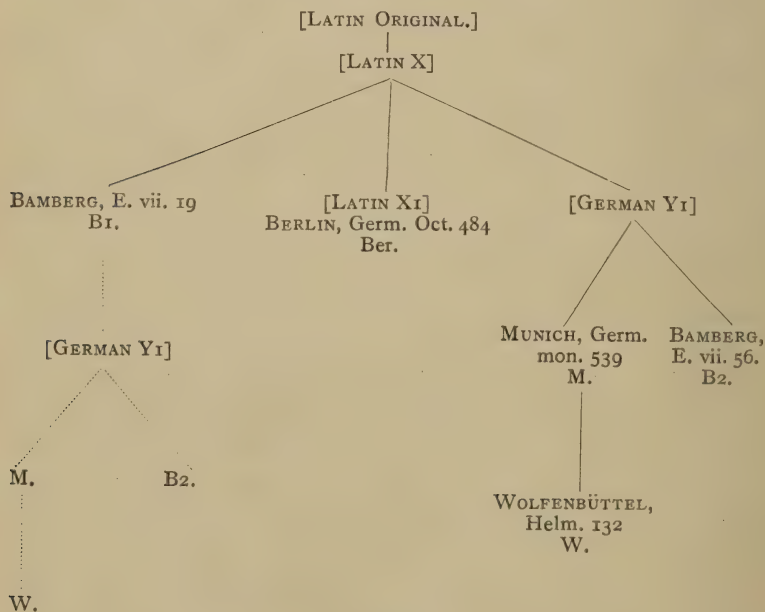 [LATIN ORIGINAL.]
[LATIN X]
BAMBERG, E. vii. 19
B1.
[LATIN X1]
BERLIN, Germ. Oct. 484
Ber.
[GERMAN Y1]
[GERMAN Y1]
MUNICH, Germ.
mon. 539
M.
BAMBERG,
E. vii. 56.
B2.
M.
B2.
WOLFENBÜTTEL,
Helm. 132
W.
W.